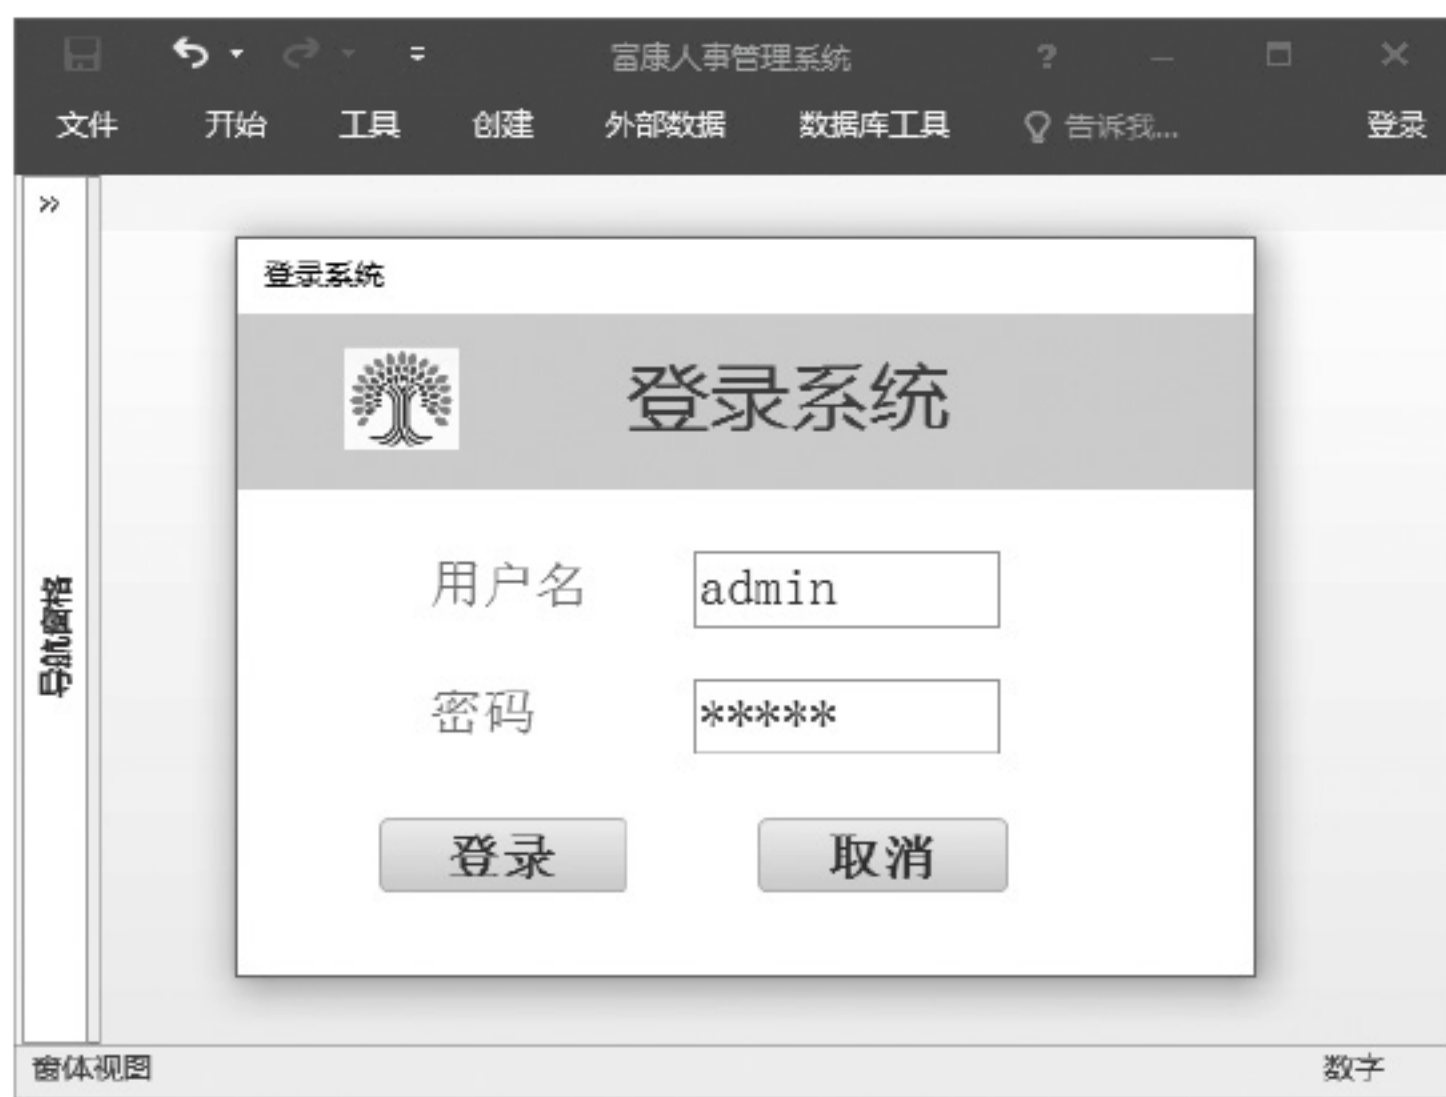 富康人事管理系统 ?
文件 开始 工具 创建 外部数据 数据库工具 告诉我... 登录
»
登录系统
登录系统
用户名 admin
密码 *****
登录 取消
导航窗格
窗体视图 数字